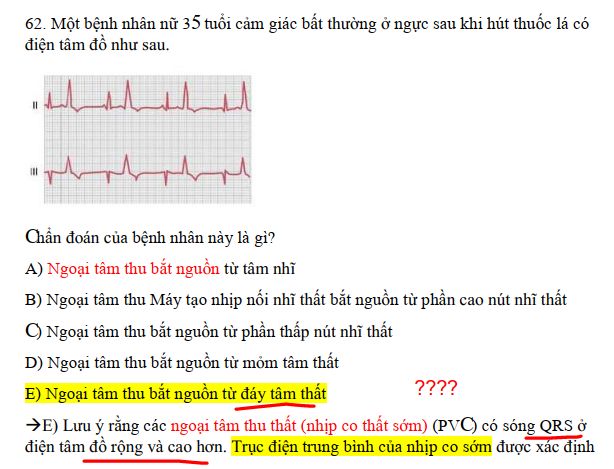 62. Một bệnh nhân nữ 35 tuổi cảm giác bất thường ở ngực sau khi hút thuốc lá có
điện tâm đồ như sau.
II
III
Chẩn đoán của bệnh nhân này là gì?
A) Ngoại tâm thu bắt nguồn từ tâm nhĩ
B) Ngoại tâm thu Máy tạo nhịp nối nhĩ thất bắt nguồn từ phần cao nút nhĩ thất
C) Ngoại tâm thu bắt nguồn từ phần thấp nút nhĩ thất
D) Ngoại tâm thu bắt nguồn từ mỏm tâm thất
E) Ngoại tâm thu bắt nguồn từ đáy tâm thất ????
→E) Lưu ý rằng các ngoại tâm thu thất (nhịp co thất sớm) (PVC) có sóng QRS ở
điện tâm đồ rộng và cao hơn. Trục điện trung bình của nhịp co sớm được xác định